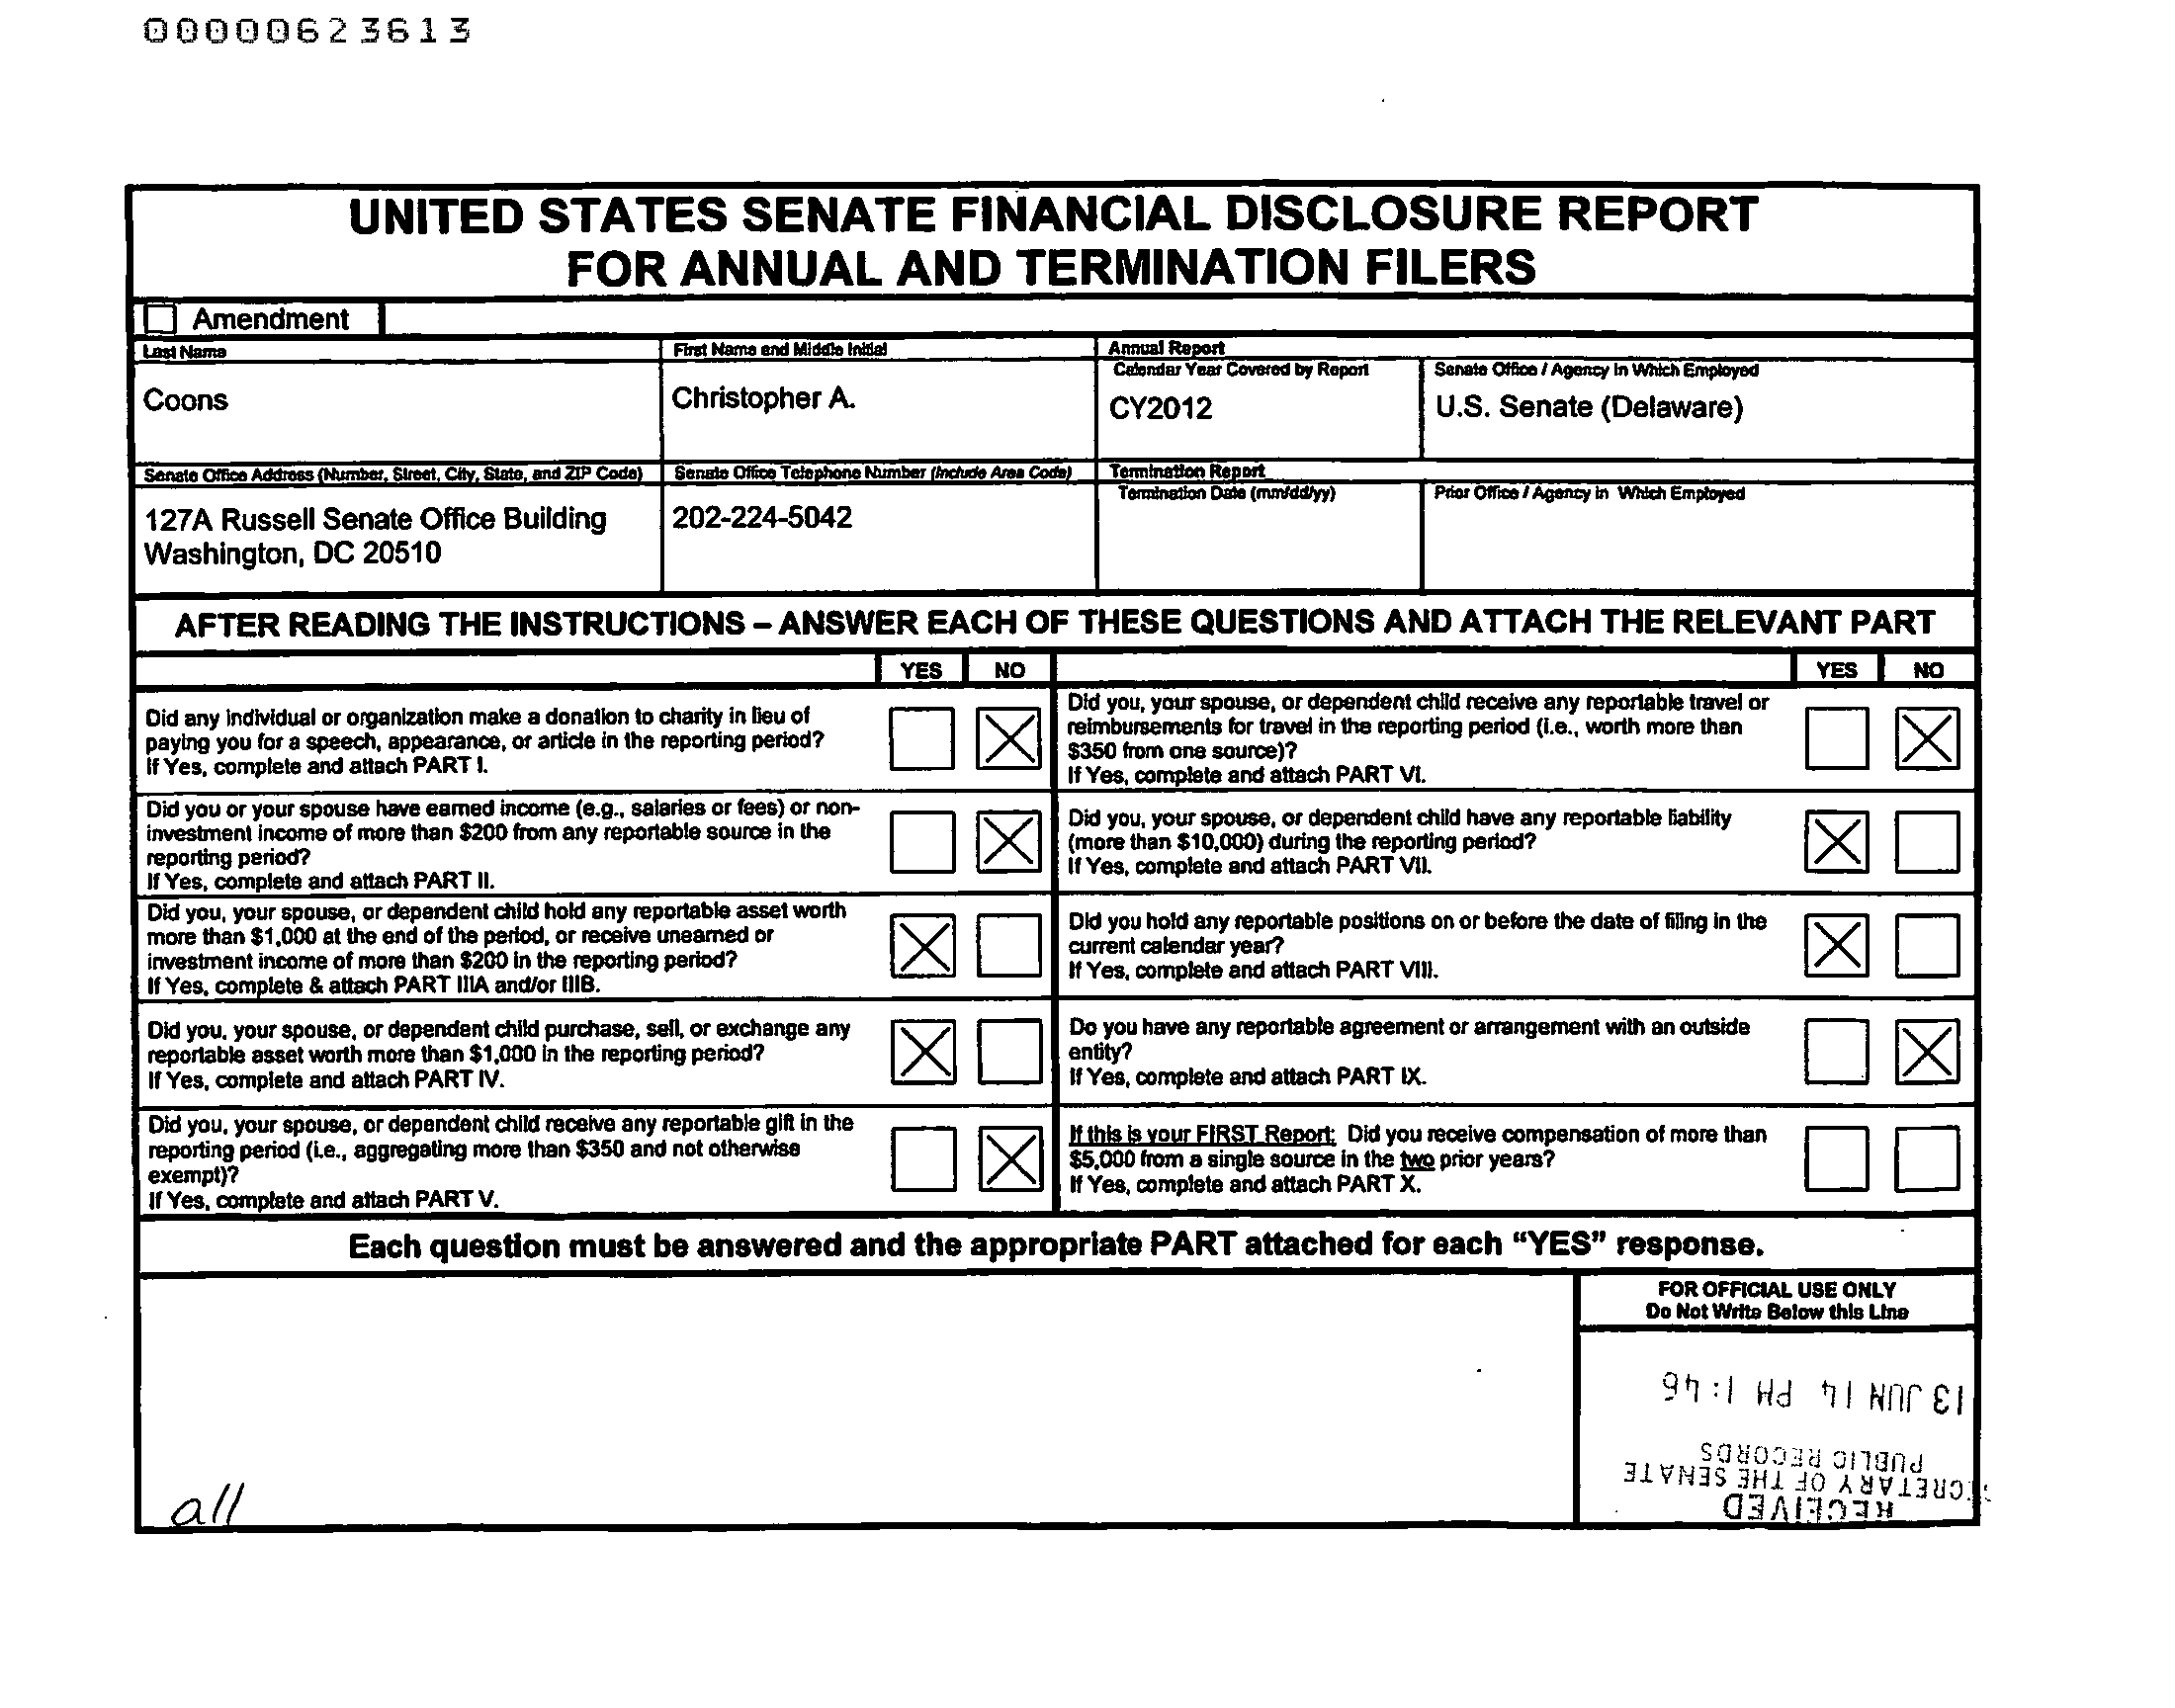 00000623613
UNITED STATES SENATE FINANCIAL DISCLOSURE REPORT
FOR ANNUAL AND TERMINATION FILERS
Amendment
Last Name
First Name and Middle Initial
Annual Report
Calendar Year Covered by Report
Senate Office / Agency in Which Employed
Coons
Christopher A.
CY2012
U.S. Senate (Delaware)
Senate Office Address (Number, Street, City, State, and ZIP Code)
Senate Office Telephone Number (Include Area Code)
Termination Report
Termination Date (mm/dd/yy)
Prior Office / Agency in Which Employed
127A Russell Senate Office Building
Washington, DC 20510
202-224-5042
AFTER READING THE INSTRUCTIONS – ANSWER EACH OF THESE QUESTIONS AND ATTACH THE RELEVANT PART
YES NO YES NO
Did any individual or organization make a donation to charity in lieu of
paying you for a speech, appearance, or article in the reporting period?
If Yes, complete and attach PART I.
Did you, your spouse, or dependent child receive any reportable travel or
reimbursements for travel in the reporting period (i.e., worth more than
$350 from one source)?
If Yes, complete and attach PART VI.
Did you or your spouse have earned income (e.g., salaries or fees) or non-
investment income of more than $200 from any reportable source in the
reporting period?
If Yes, complete and attach PART II.
Did you, your spouse, or dependent child have any reportable liability
(more than $10,000) during the reporting period?
If Yes, complete and attach PART VII.
Did you, your spouse, or dependent child hold any reportable asset worth
more than $1,000 at the end of the period, or receive unearned or
investment income of more than $200 in the reporting period?
If Yes, complete & attach PART IIIA and/or IIIB.
Did you hold any reportable positions on or before the date of filing in the
current calendar year?
If Yes, complete and attach PART VIII.
Did you, your spouse, or dependent child purchase, sell, or exchange any
reportable asset worth more than $1,000 in the reporting period?
If Yes, complete and attach PART IV.
Do you have any reportable agreement or arrangement with an outside
entity?
If Yes, complete and attach PART IX.
Did you, your spouse, or dependent child receive any reportable gift in the
reporting period (i.e., aggregating more than $350 and not otherwise
exempt)?
If Yes, complete and attach PART V.
If this is your FIRST Report: Did you receive compensation of more than
$5,000 from a single source in the two prior years?
If Yes, complete and attach PART X.
Each question must be answered and the appropriate PART attached for each “YES” response.
FOR OFFICIAL USE ONLY
Do Not Write Below this Line
RECEIVED
CRETARY OF THE SENATE
PUBLIC RECORDS
13 JUN 14 PM 1:46
all